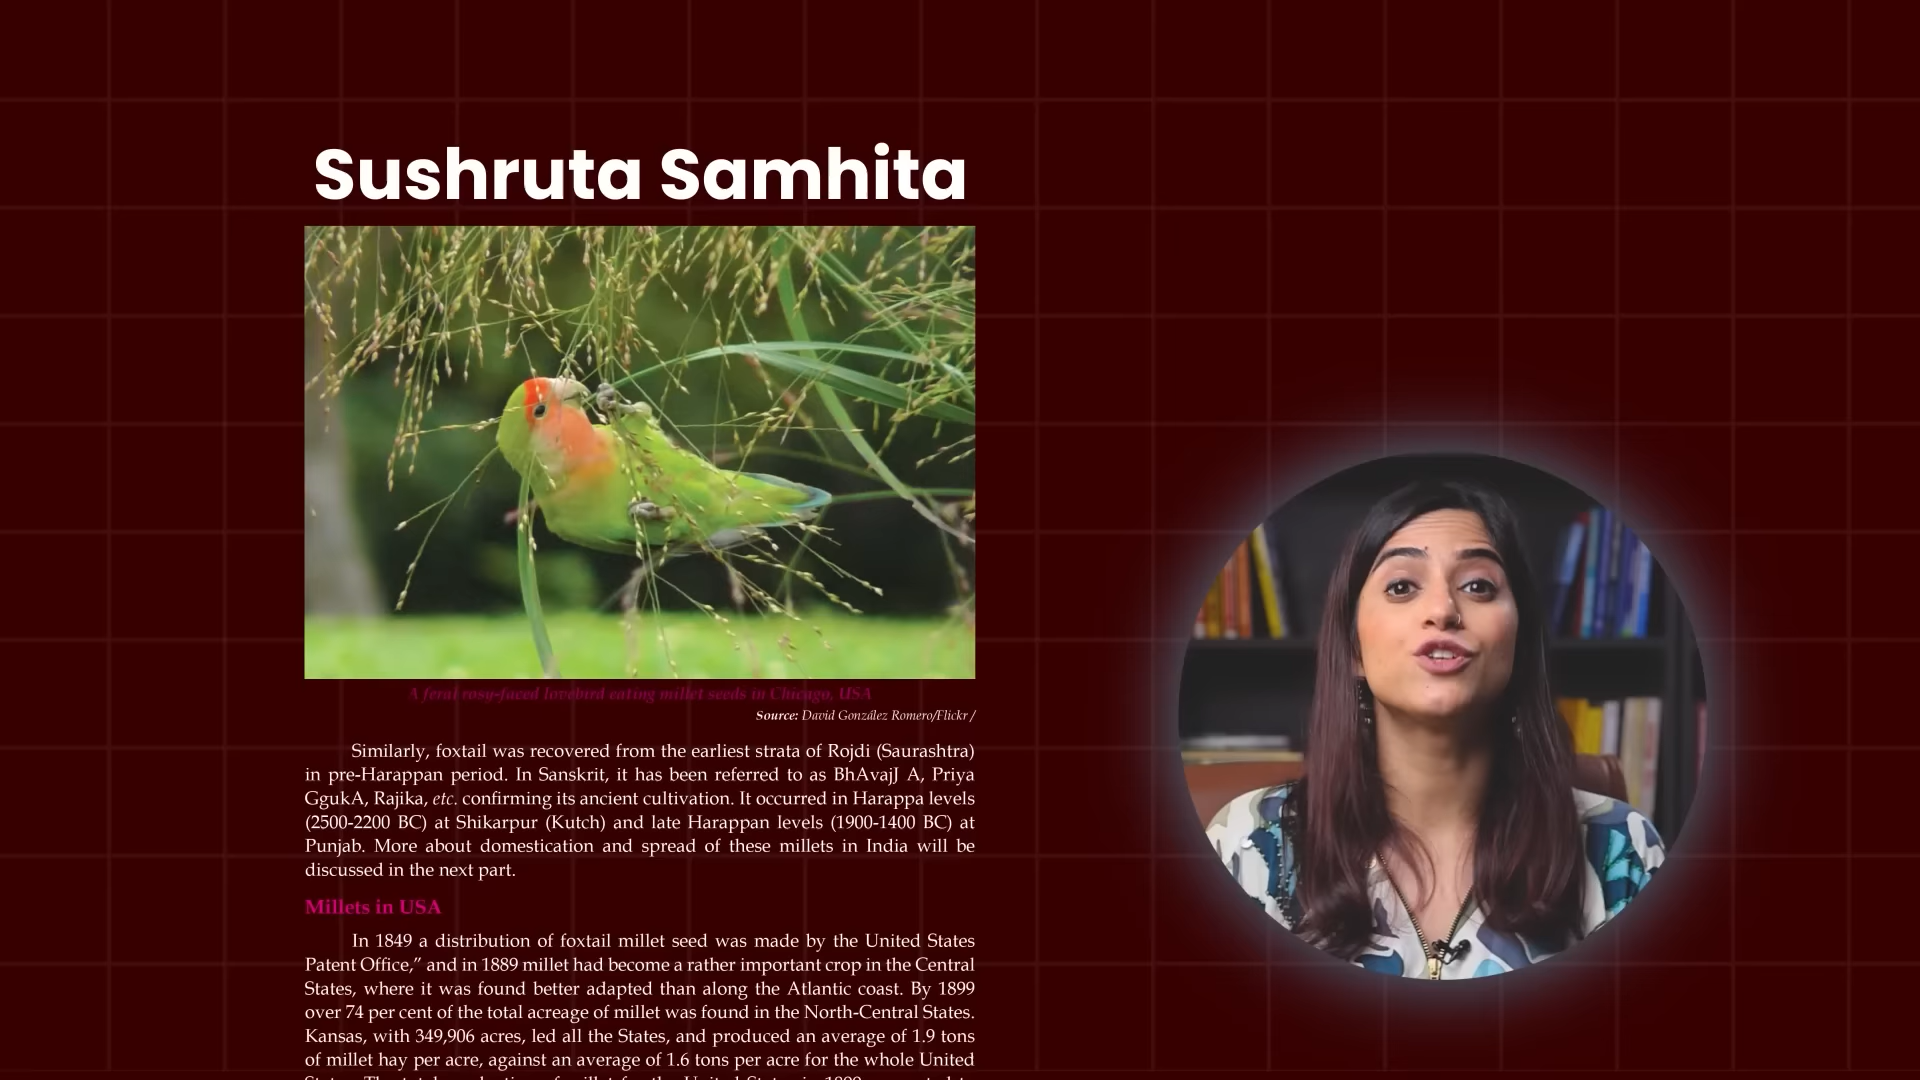 Sushruta Samhita
A feral rosy-faced lovebird eating millet seeds in Chicago, USA
Source: David González Romero/Flickr /
Similarly, foxtail was recovered from the earliest strata of Rojdi (Saurashtra)
in pre-Harappan period. In Sanskrit, it has been referred to as BhAvajJ A, Priya
GgukA, Rajika, etc. confirming its ancient cultivation. It occurred in Harappa levels
(2500-2200 BC) at Shikarpur (Kutch) and late Harappan levels (1900-1400 BC) at
Punjab. More about domestication and spread of these millets in India will be
discussed in the next part.
Millets in USA
In 1849 a distribution of foxtail millet seed was made by the United States
Patent Office,” and in 1889 millet had become a rather important crop in the Central
States, where it was found better adapted than along the Atlantic coast. By 1899
over 74 per cent of the total acreage of millet was found in the North-Central States.
Kansas, with 349,906 acres, led all the States, and produced an average of 1.9 tons
of millet hay per acre, against an average of 1.6 tons per acre for the whole United